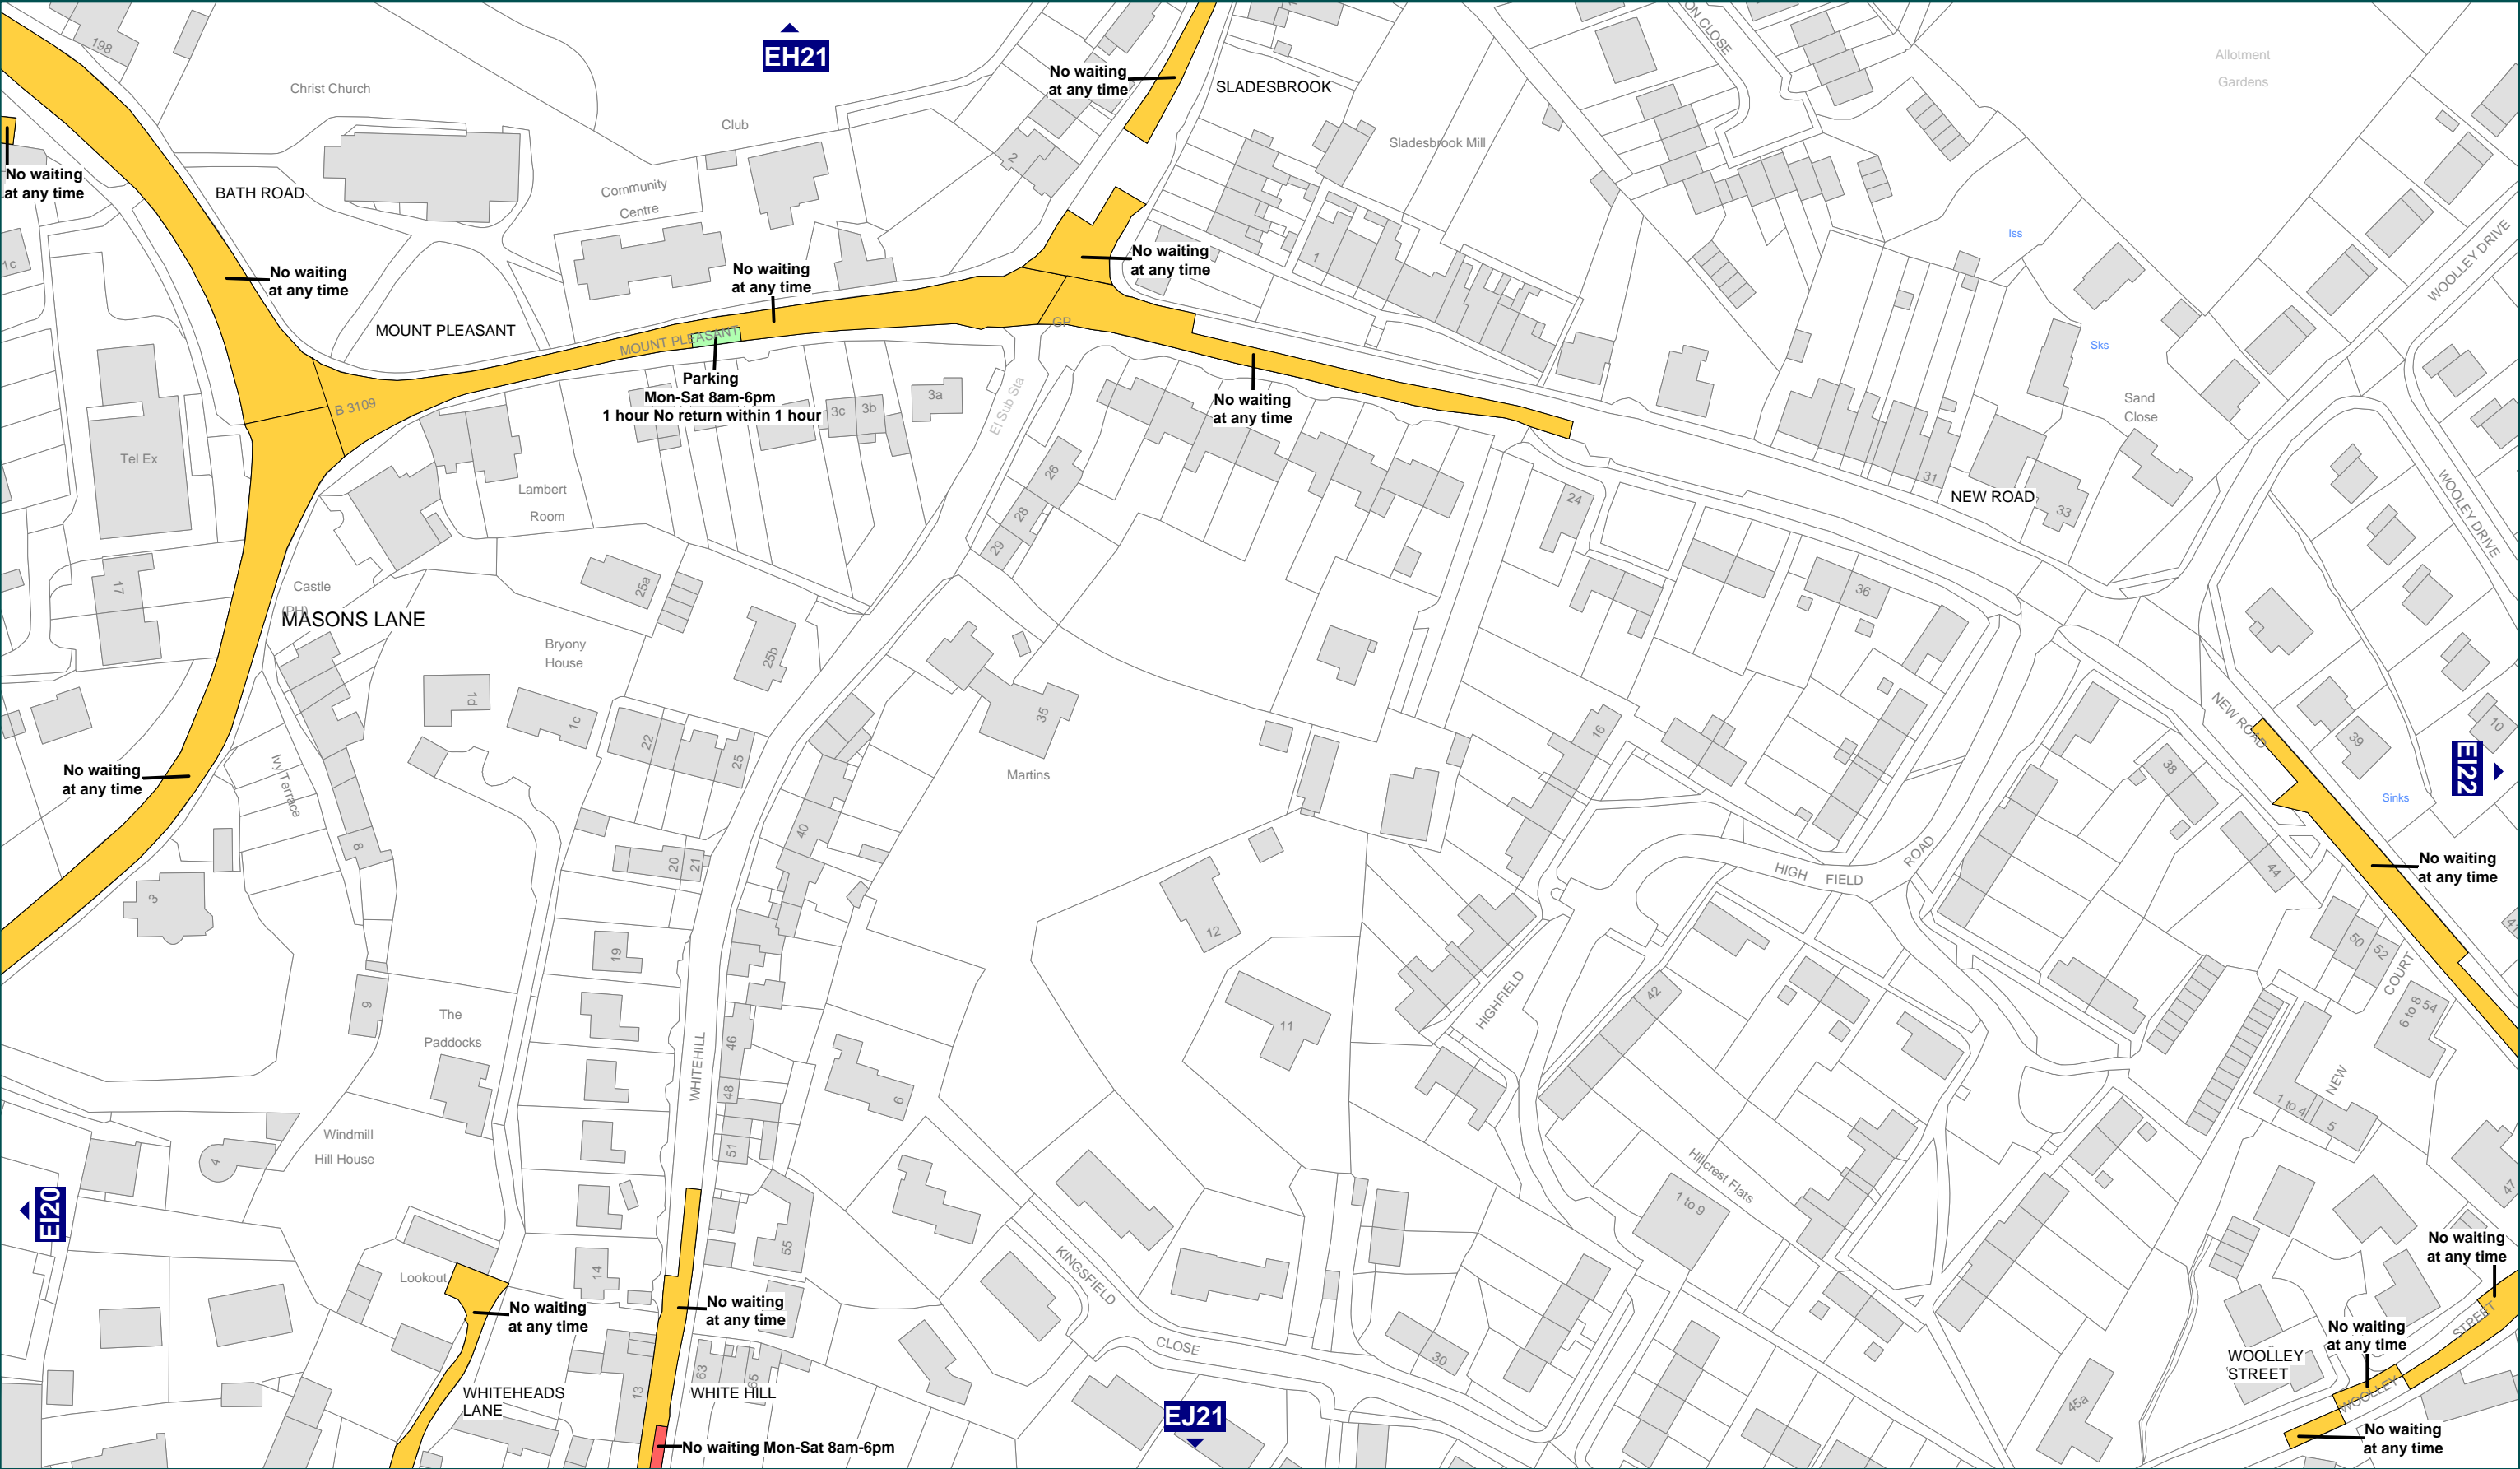 198
EH21
ON CLOSE
Allotment
Gardens
Christ Church
No waiting
at any time
SLADESBROOK
Club
Sladesbrook Mill
2
No waiting
at any time
BATH ROAD
Community
Centre
1c
No waiting
at any time
No waiting
at any time
No waiting
at any time
1
Iss
WOOLLEY DRIVE
MOUNT PLEASANT
MOUNT PLEASANT
GP
Sks
Parking
Mon-Sat 8am-6pm
1 hour No return within 1 hour
3c
3b
3a
El Sub Sta
No waiting
at any time
B 3109
Sand
Close
Tel Ex
Lambert
Room
26
28
29
24
31
NEW ROAD
33
WOOLEY DRIVE
17
Castle
(PH)
MASONS LANE
25a
36
Bryony
House
25b
1d
1c
22
25
35
Martins
16
NEW ROAD
39
10
38
EI22
No waiting
at any time
Ivy Terrace
8
40
20
21
Sinks
HIGH FIELD
ROAD
44
No waiting
at any time
3
12
19
9
42
50
52
COURT
41
54
6 to 8
HIGHFIELD
11
The
Paddocks
WHITEHILL
46
48
51
6
NEW
1 to 4
5
Windmill
Hill House
4
Hillcrest Flats
1 to 9
47
EI20
55
14
Lookout
KINGSFIELD
CLOSE
No waiting
at any time
No waiting
at any time
No waiting
at any time
No waiting
at any time
STREET
30
13
63
65
WHITEHEADS
LANE
WHITE HILL
WOOLLEY
STREET
WOOLLEY
45a
EJ21
No waiting Mon-Sat 8am-6pm
No waiting
at any time